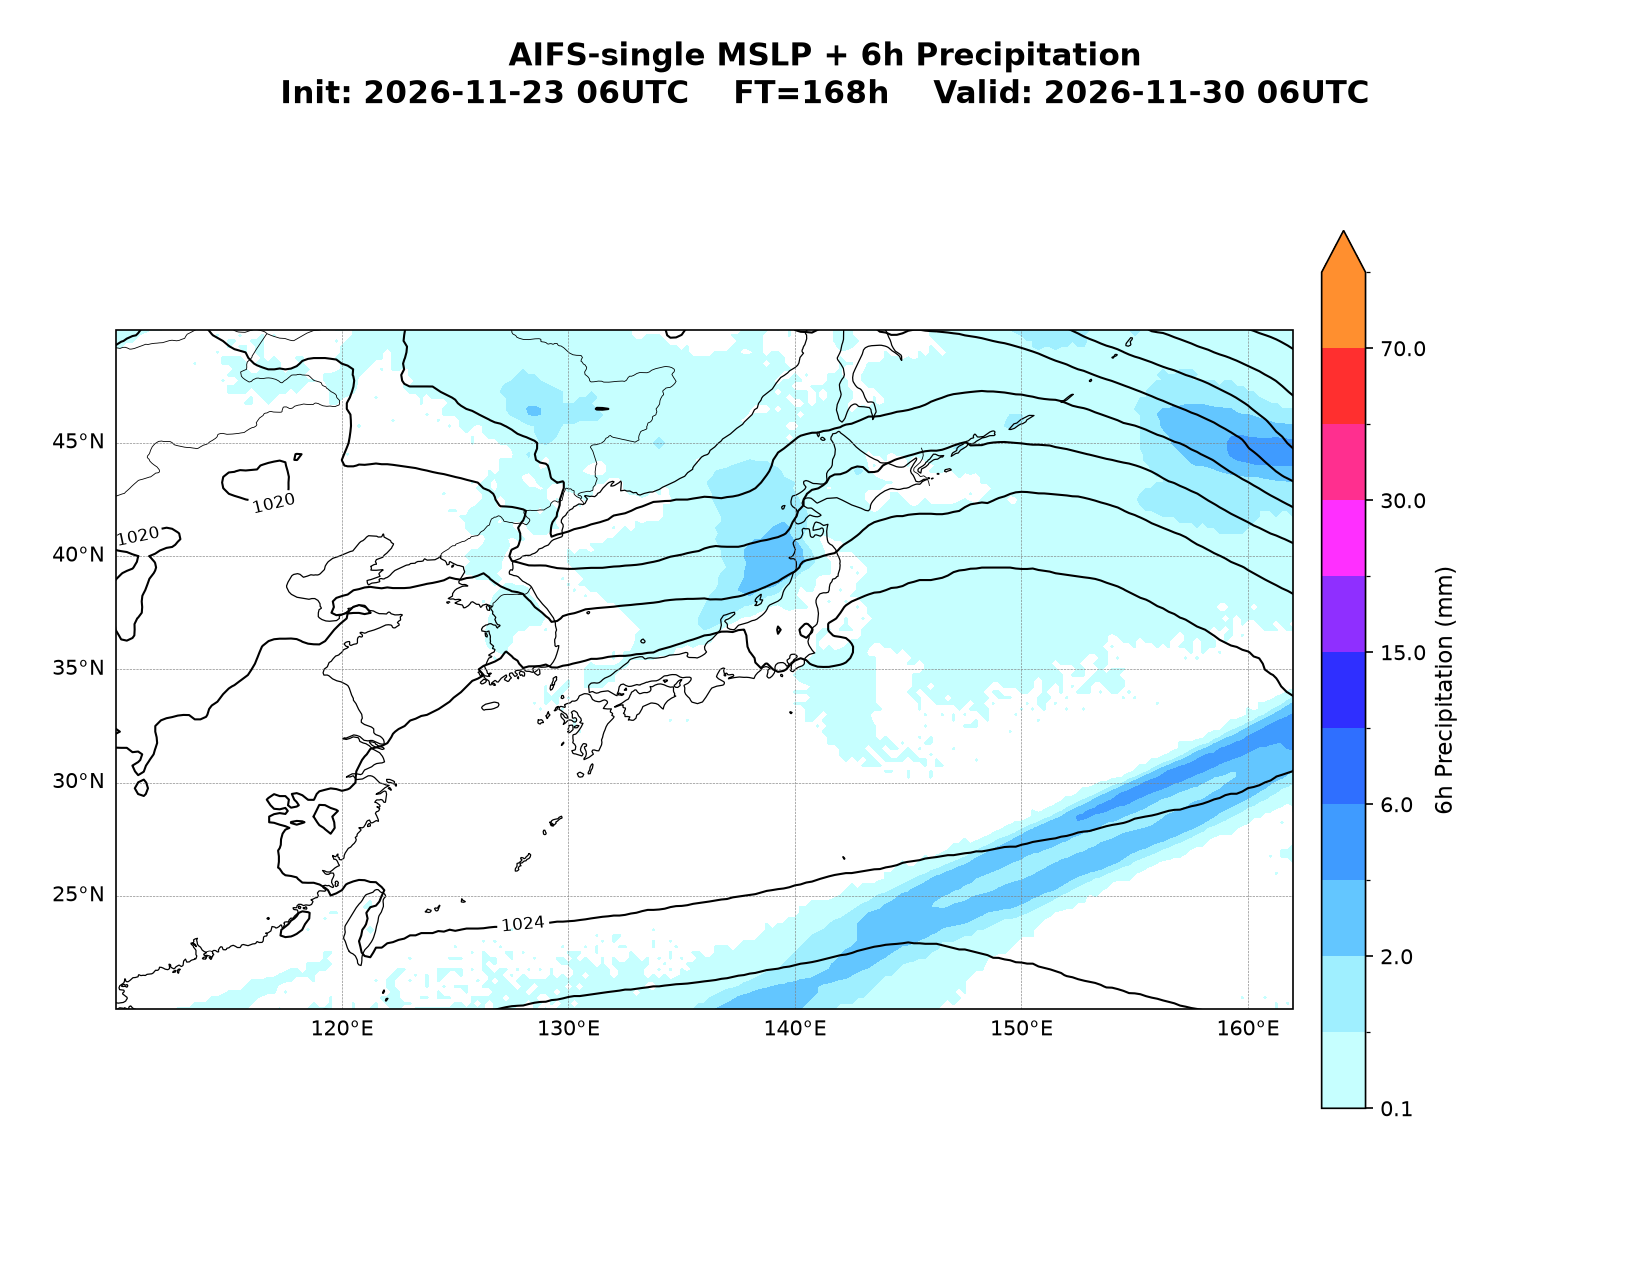 AIFS-single MSLP + 6h Precipitation
Init: 2026-11-23 06UTC    FT=168h    Valid: 2026-11-30 06UTC
70.0
30.0
15.0
6.0
2.0
0.1
6h Precipitation (mm)
45°N
40°N
35°N
30°N
25°N
1020
1020
1024
120°E
130°E
140°E
150°E
160°E